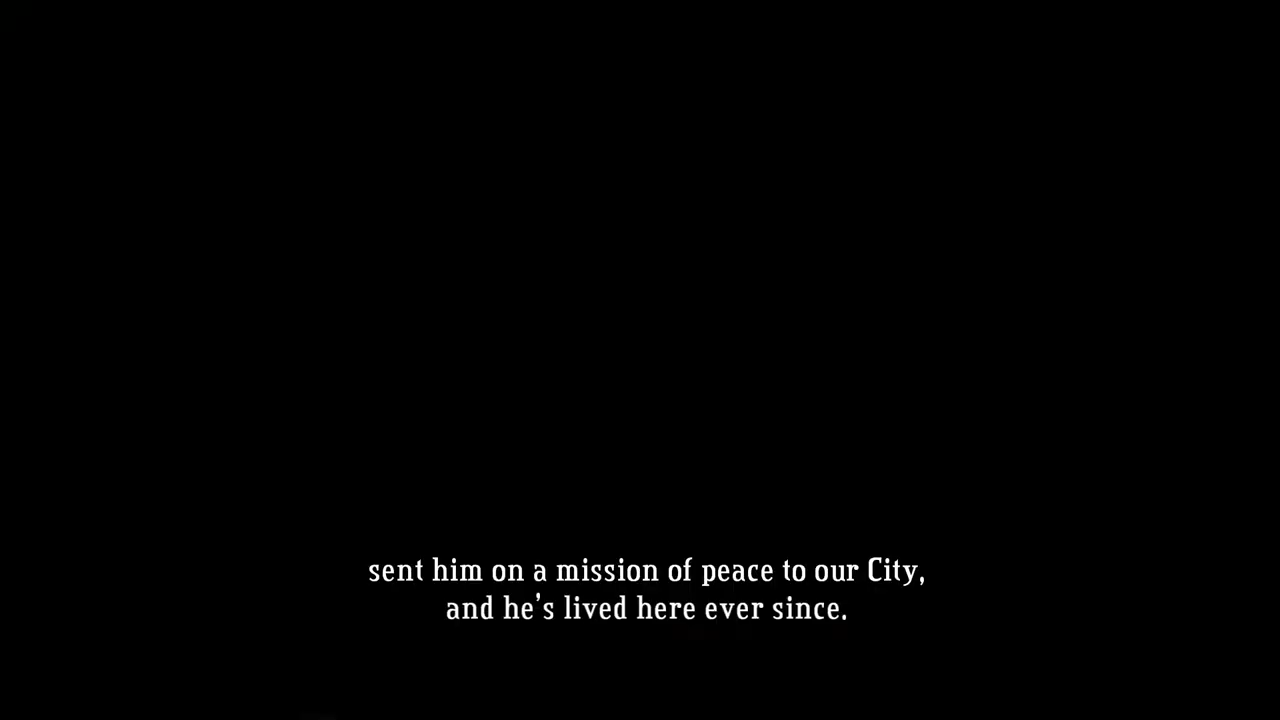 sent him on a mission of peace to our City,
and he's lived here ever since.